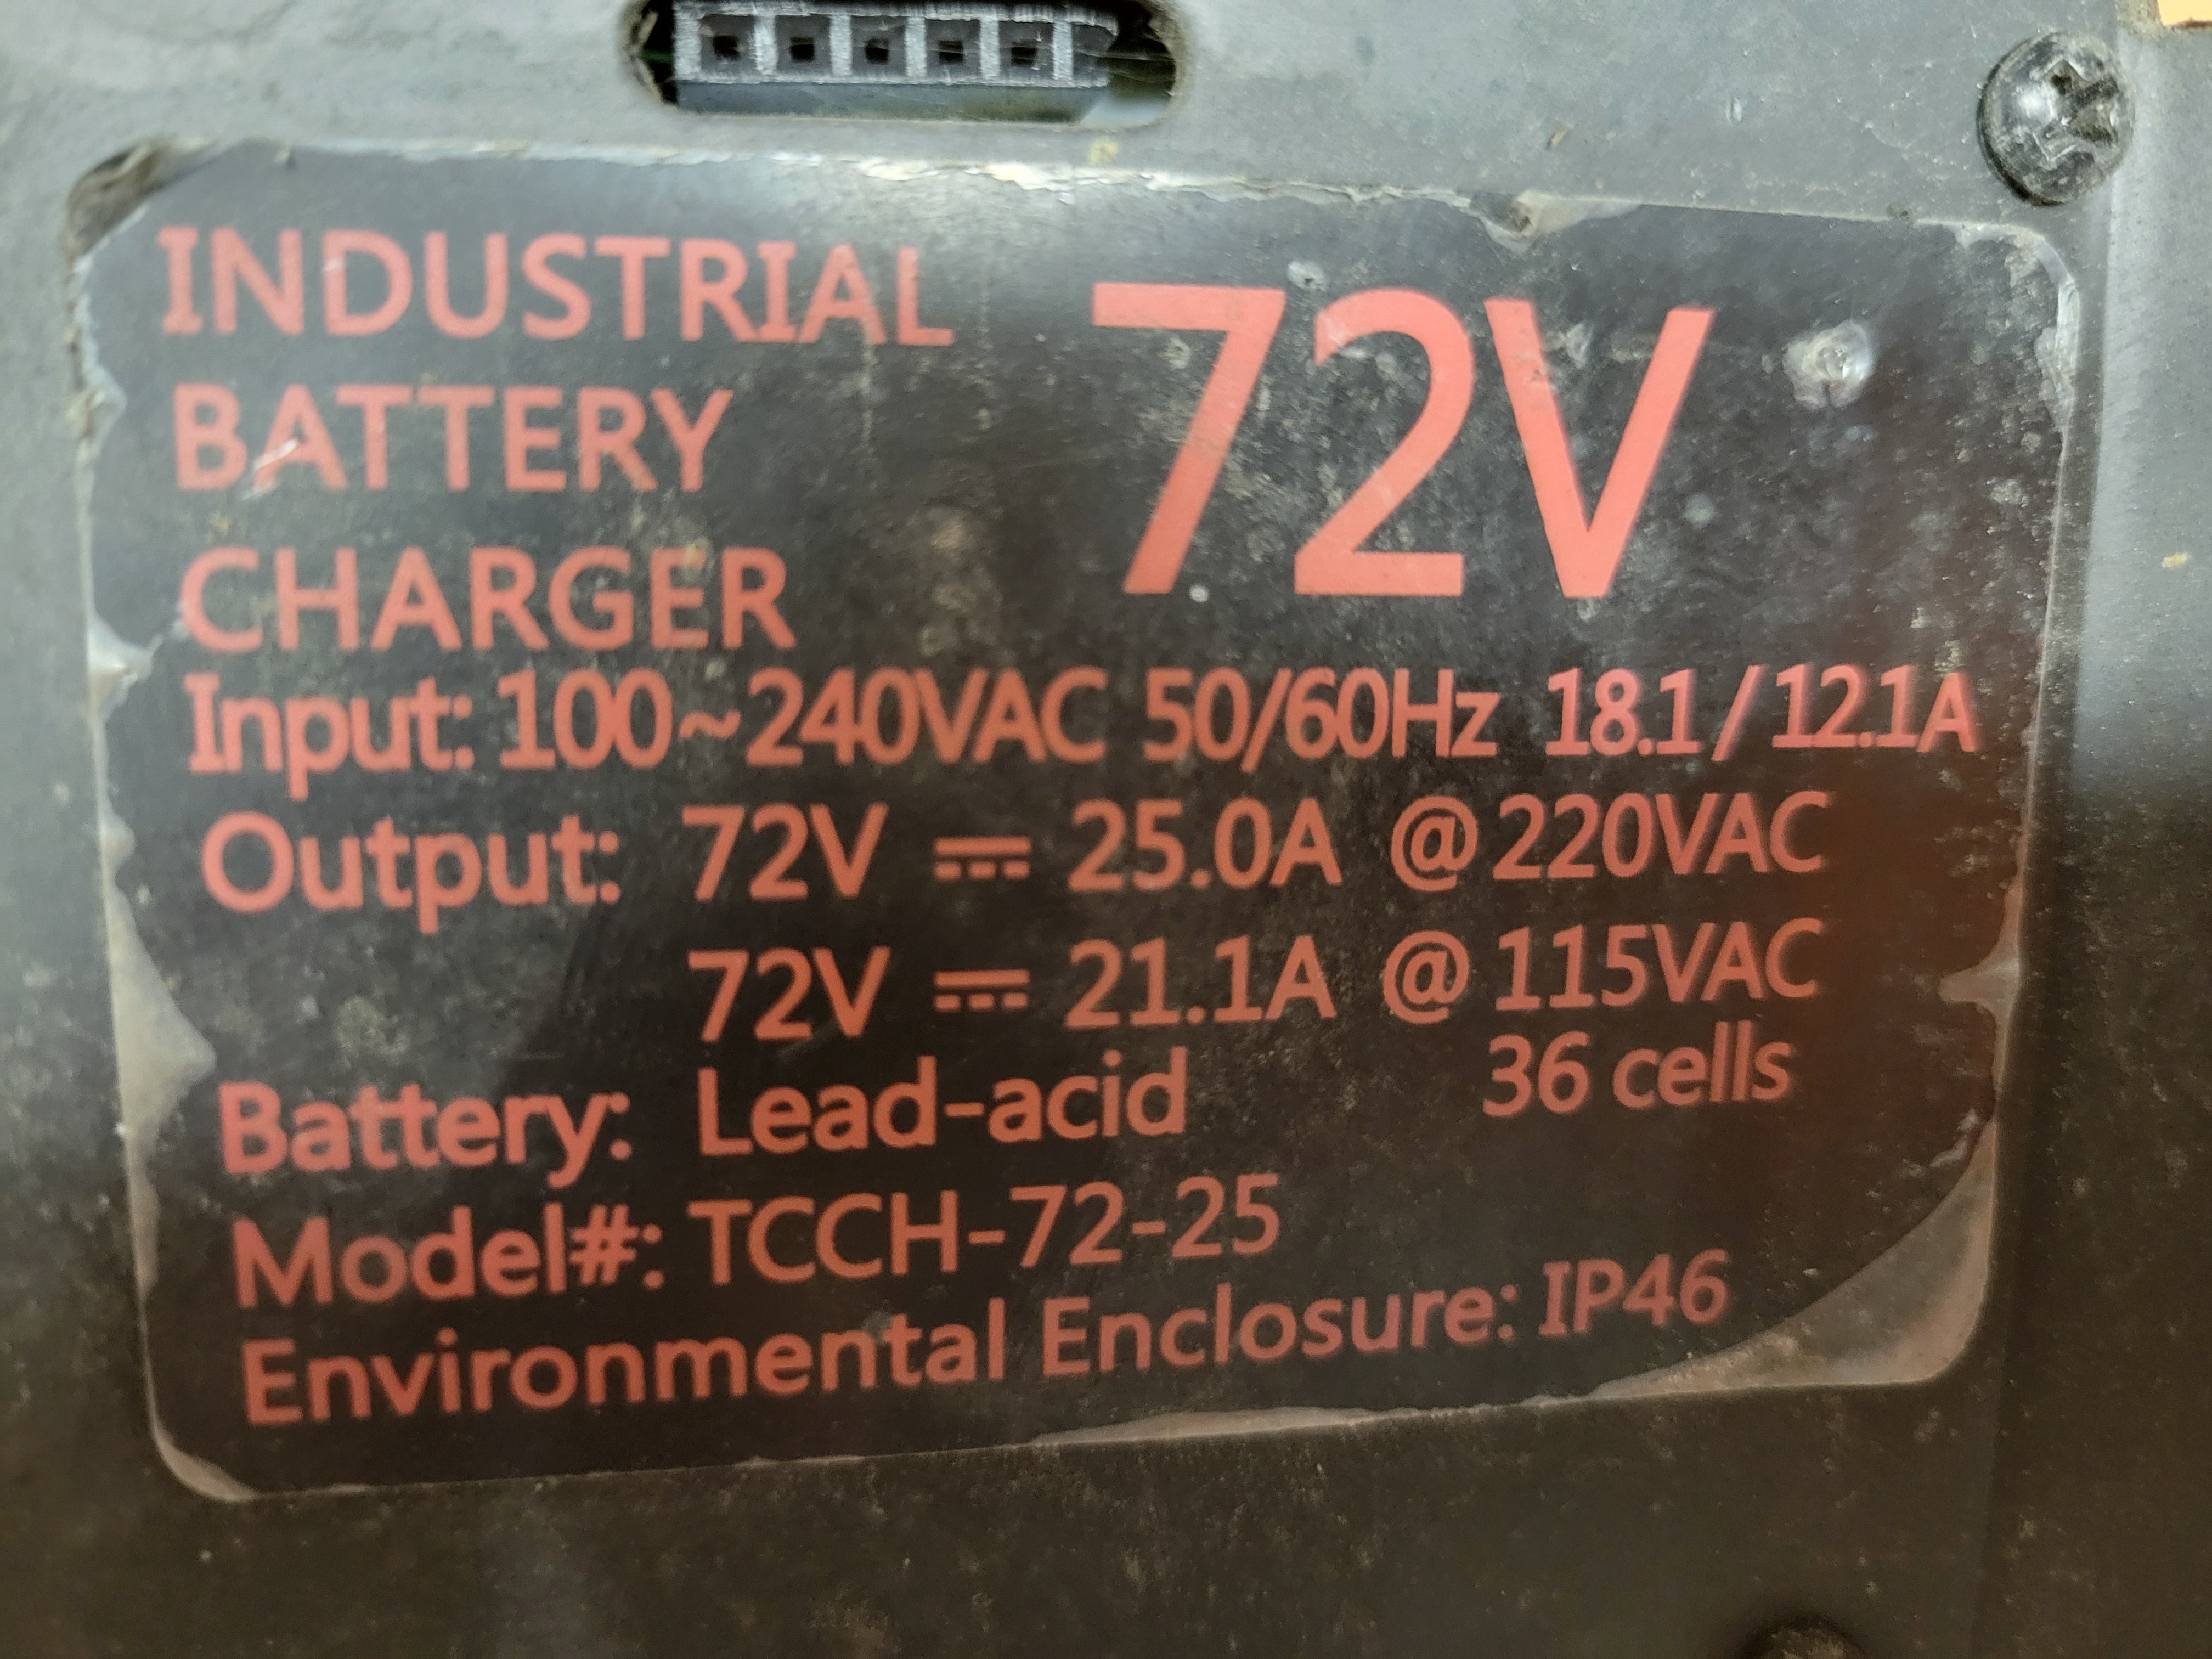 INDUSTRIAL
BATTERY
CHARGER
72V
Input: 100~240VAC 50/60Hz 18.1 / 12.1A
Output: 72V ⎓ 25.0A @ 220VAC
72V ⎓ 21.1A @ 115VAC
Battery: Lead-acid 36 cells
Model#: TCCH-72-25
Environmental Enclosure: IP46